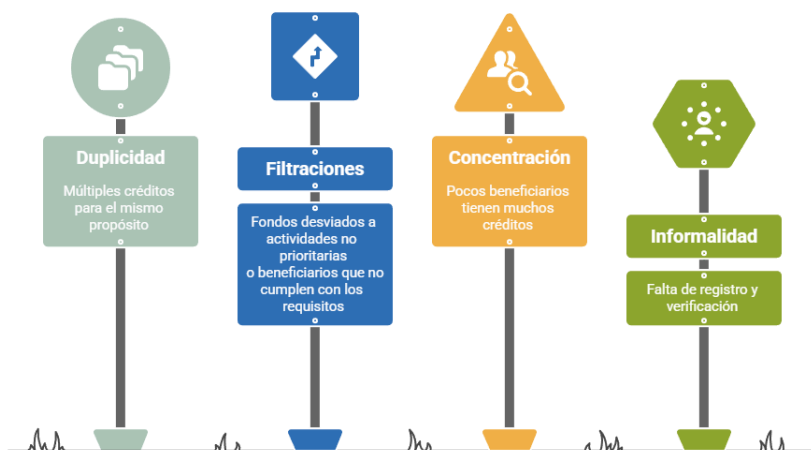 Duplicidad
Múltiples créditos
para el mismo
propósito
Filtraciones
Fondos desviados a
actividades no
prioritarias
o beneficiarios que no
cumplen con los
requisitos
Concentración
Pocos beneficiarios
tienen muchos
créditos
Informalidad
Falta de registro y
verificación